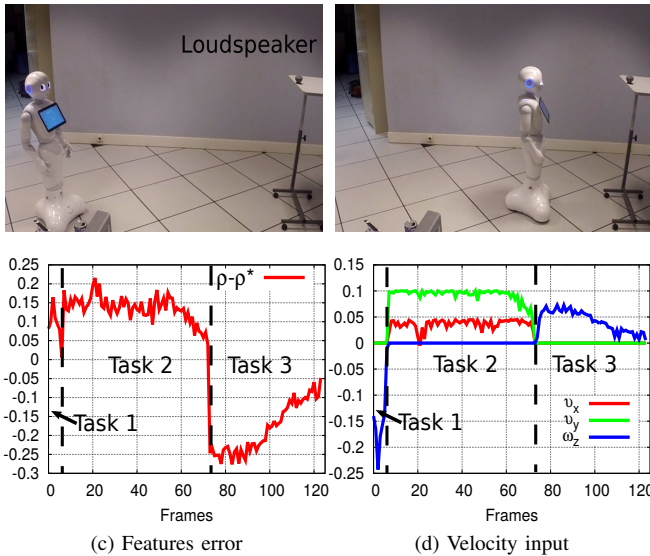 Loudspeaker
0.25
0.2
0.15
0.1
0.05
0
-0.05
-0.1
-0.15
-0.2
-0.25
-0.3
0 20 40 60 80 100 120
ρ-ρ*
Task 1
Task 2
Task 3
Frames
(c) Features error
0.15
0.1
0.05
0
-0.05
-0.1
-0.15
-0.2
-0.25
0 20 40 60 80 100 120
Task 1
Task 2
Task 3
υx
υy
ωz
Frames
(d) Velocity input